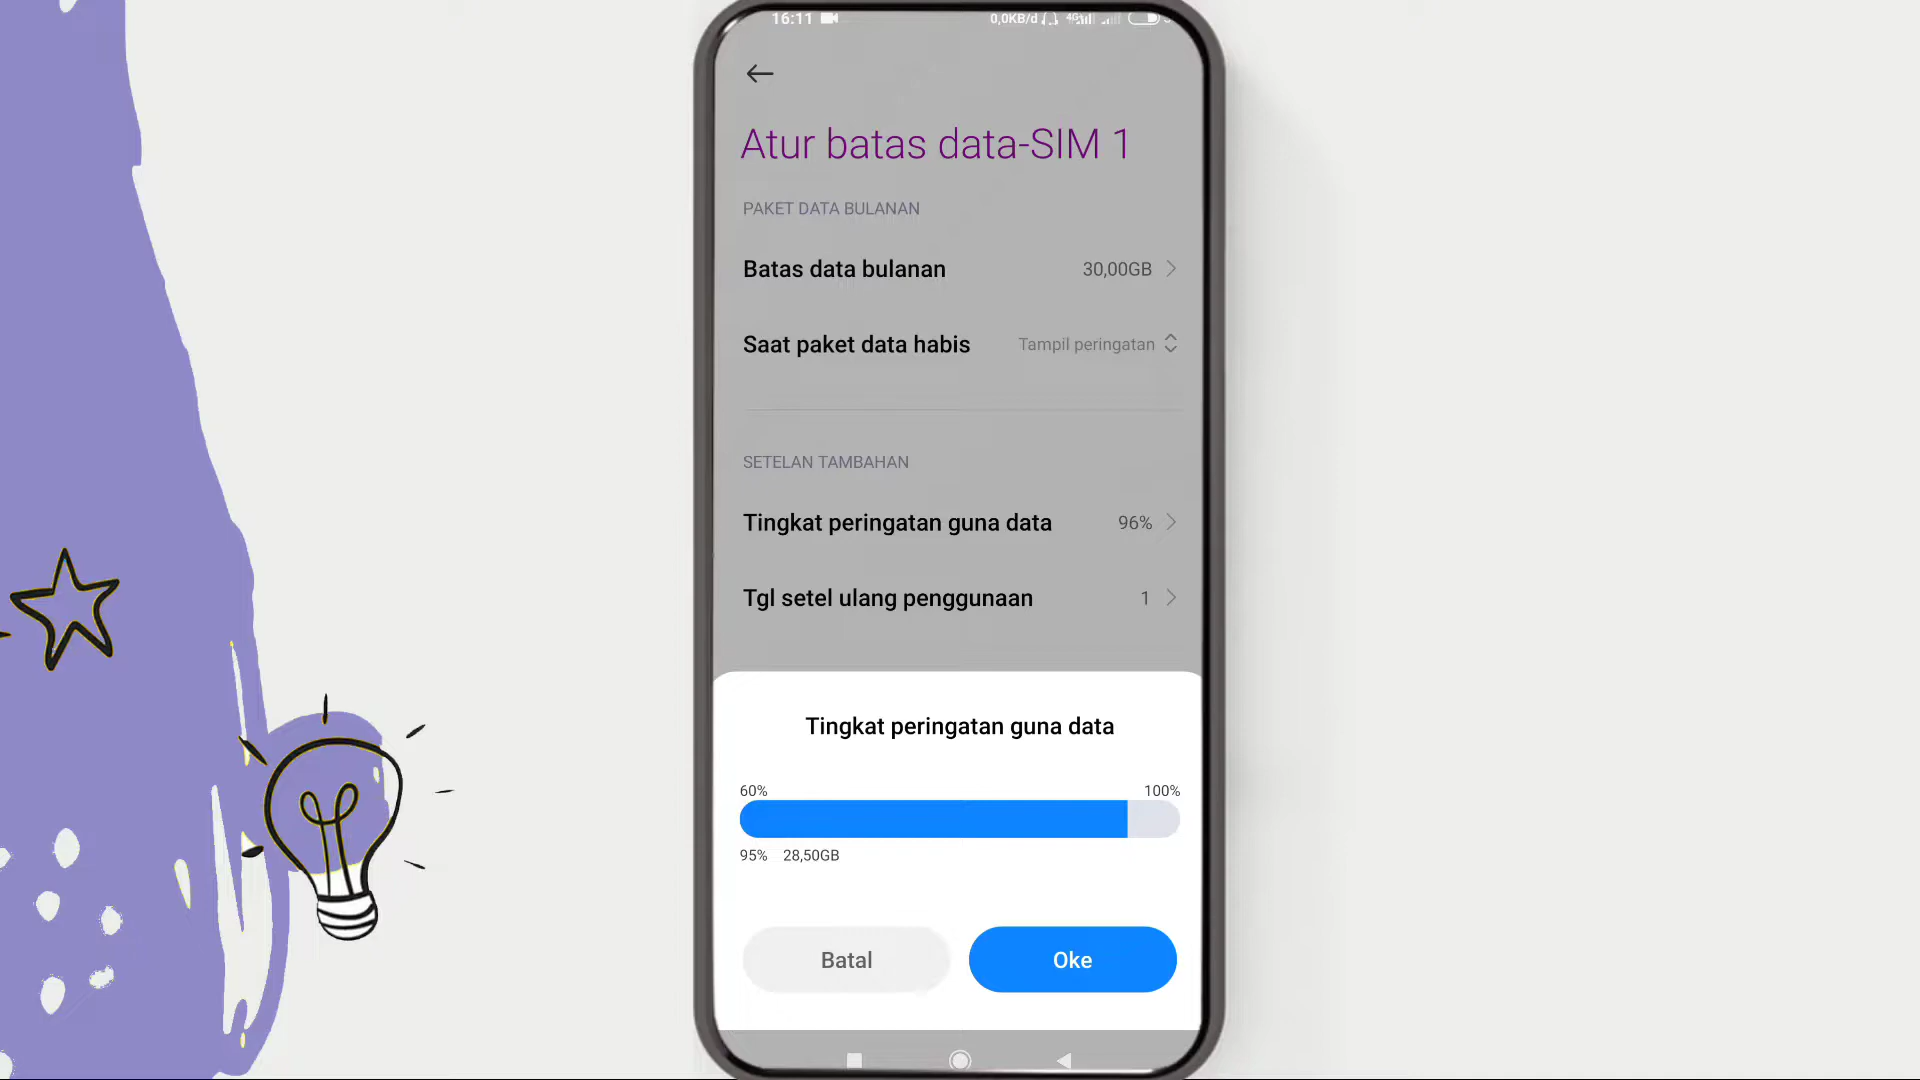 16:11 0,0KB/d 4G
Atur batas data-SIM 1
PAKET DATA BULANAN
Batas data bulanan 30,00GB
Saat paket data habis Tampil peringatan
SETELAN TAMBAHAN
Tingkat peringatan guna data 96%
Tgl setel ulang penggunaan 1
Tingkat peringatan guna data
60% 100%
95% 28,50GB
Batal Oke